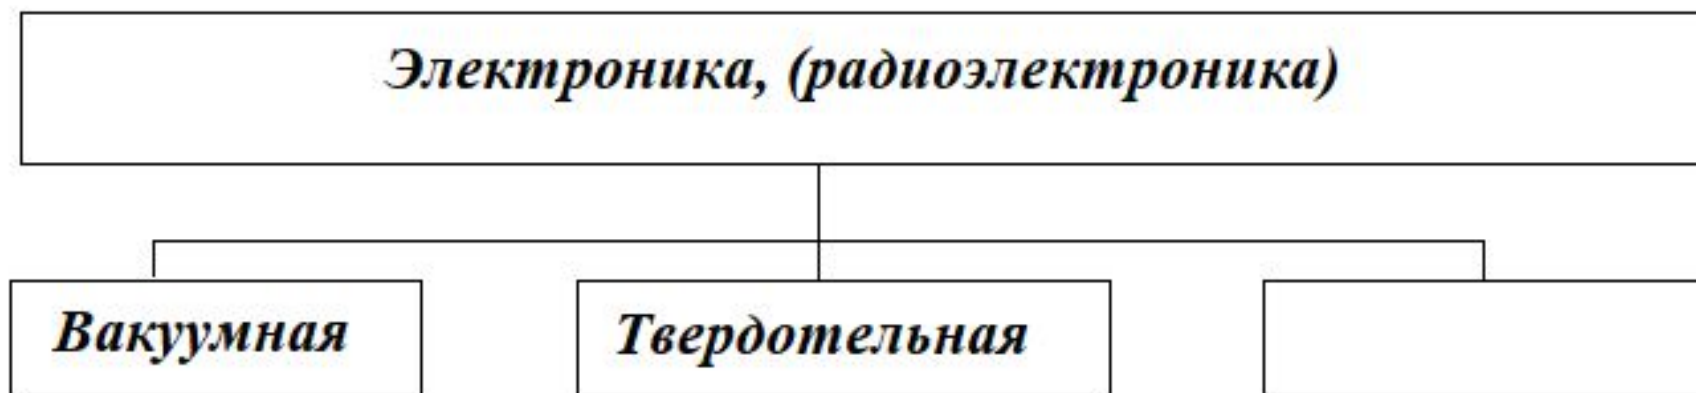 Электроника, (радиоэлектроника)
Вакуумная
Твердотельная